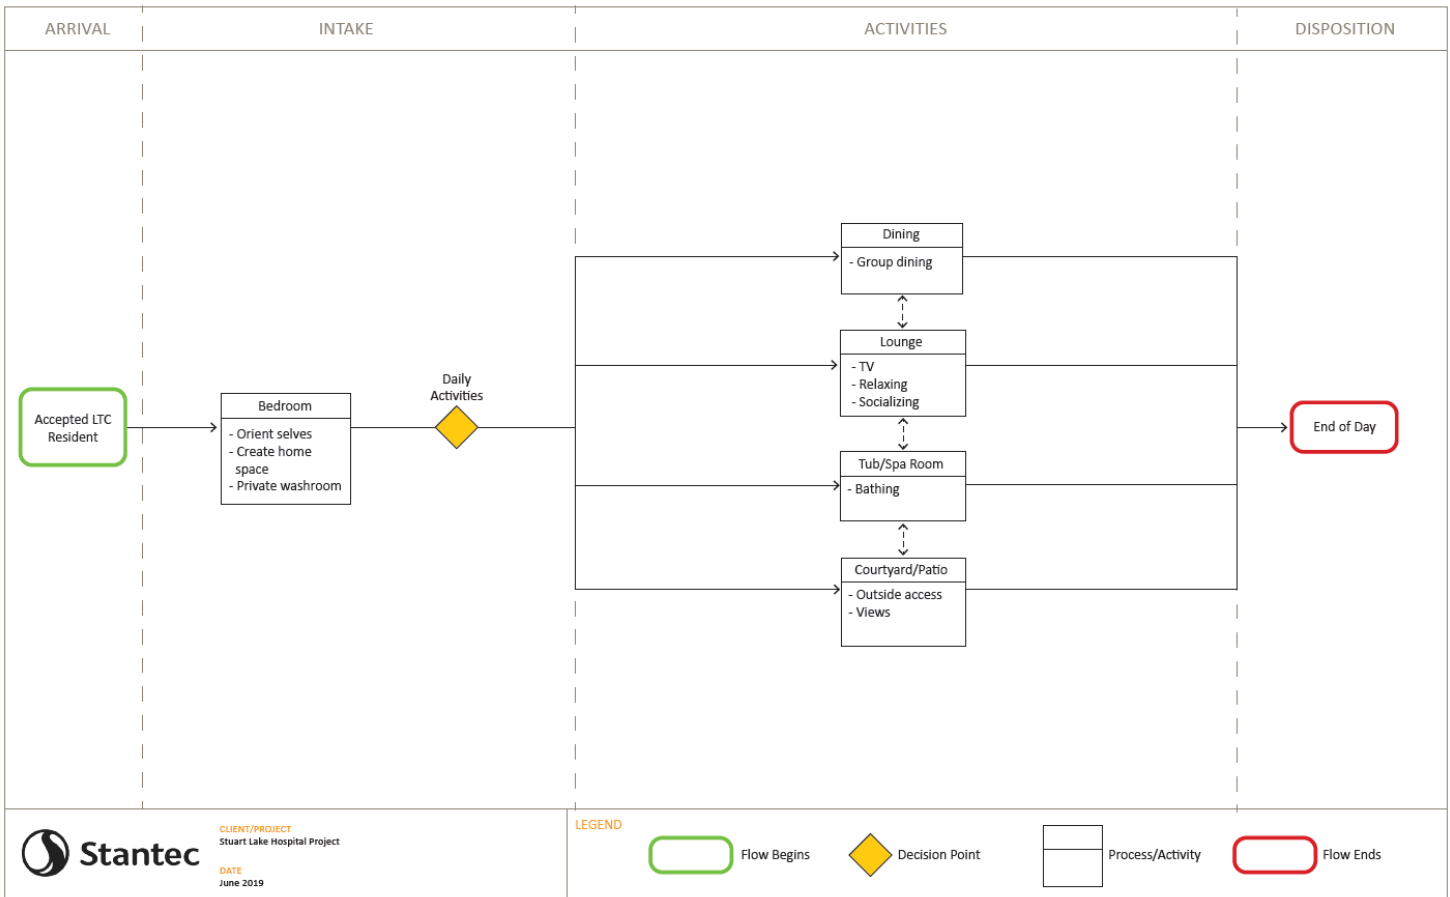 ARRIVAL
INTAKE
ACTIVITIES
DISPOSITION
Accepted LTC
Resident
Bedroom
- Orient selves
- Create home
space
- Private washroom
Daily
Activities
Dining
- Group dining
Lounge
- TV
- Relaxing
- Socializing
Tub/Spa Room
- Bathing
Courtyard/Patio
- Outside access
- Views
End of Day
Stantec
CLIENT/PROJECT
Stuart Lake Hospital Project
DATE
June 2019
LEGEND
Flow Begins
Decision Point
Process/Activity
Flow Ends